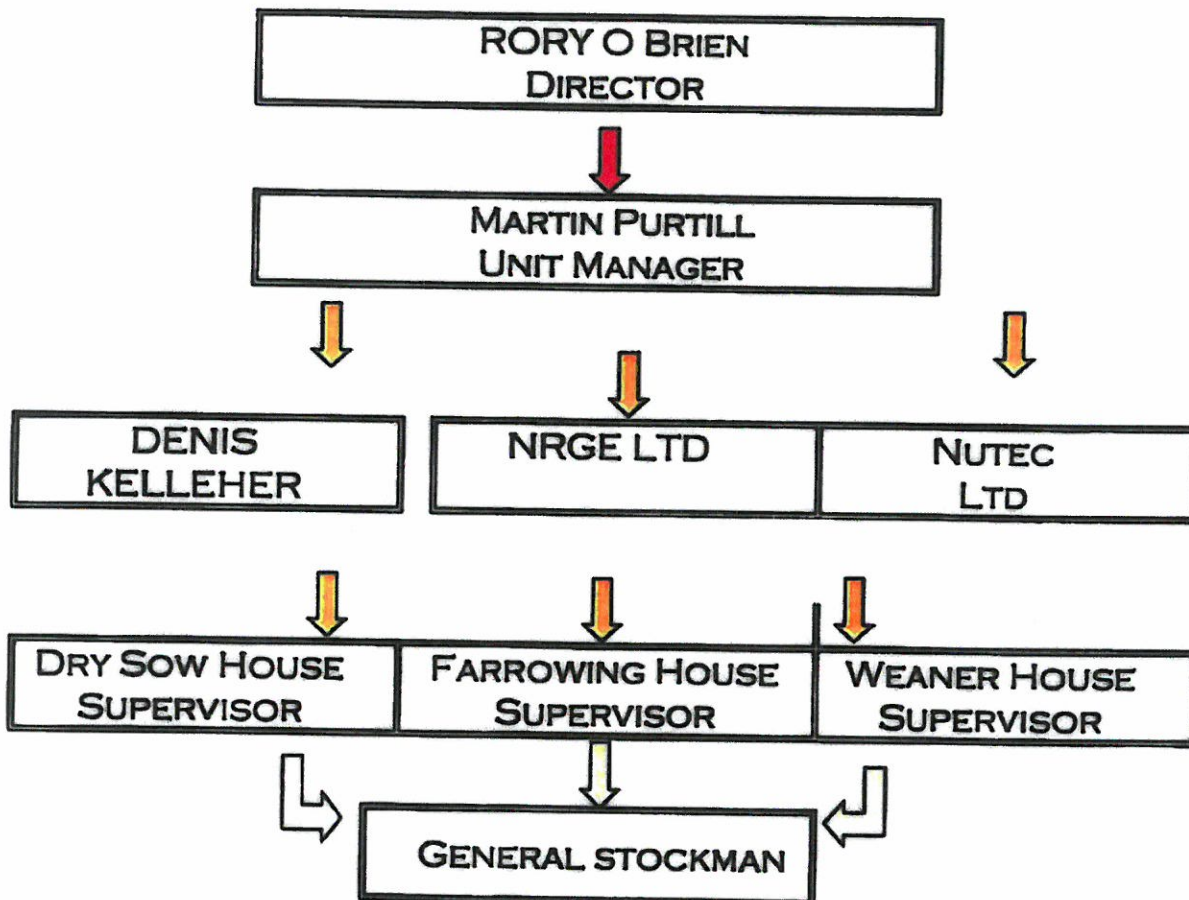 RORY O BRIEN
DIRECTOR
MARTIN PURTILL
UNIT MANAGER
DENIS
KELLEHER
NRGE LTD
NUTEC
LTD
DRY SOW HOUSE
SUPERVISOR
FARROWING HOUSE
SUPERVISOR
WEANER HOUSE
SUPERVISOR
GENERAL STOCKMAN